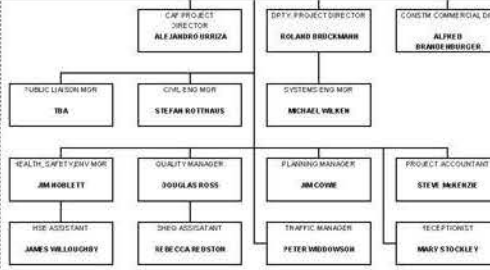 CAF PROJECT
DIRECTOR
ALEJANDRO URRIZA
DPTY. PROJECT DIRECTOR
ROLAND BRUCKMANN
CONSTM COMMERCIAL
ALFRED
BRANDENBURGER
PUBLIC LIAISON MGR
TBA
CIVIL ENG MGR
STEFAN ROTTHAUS
SYSTEMS ENG MGR
MICHAEL WILKEN
HEALTH, SAFETY,ENV MGR
JIM NOBLETT
QUALITY MANAGER
DOUGLAS ROSS
PLANNING MANAGER
JIM COWIE
PROJECT ACCOUNTANT
STEVE McKENZIE
HSE ASSISTANT
JAMES WILLOUGHBY
SHEQ ASSISATANT
REBECCA REDSTON
TRAFFIC MANAGER
PETER WIDDOWSON
RECEPTIONIST
MARY STOCKLEY